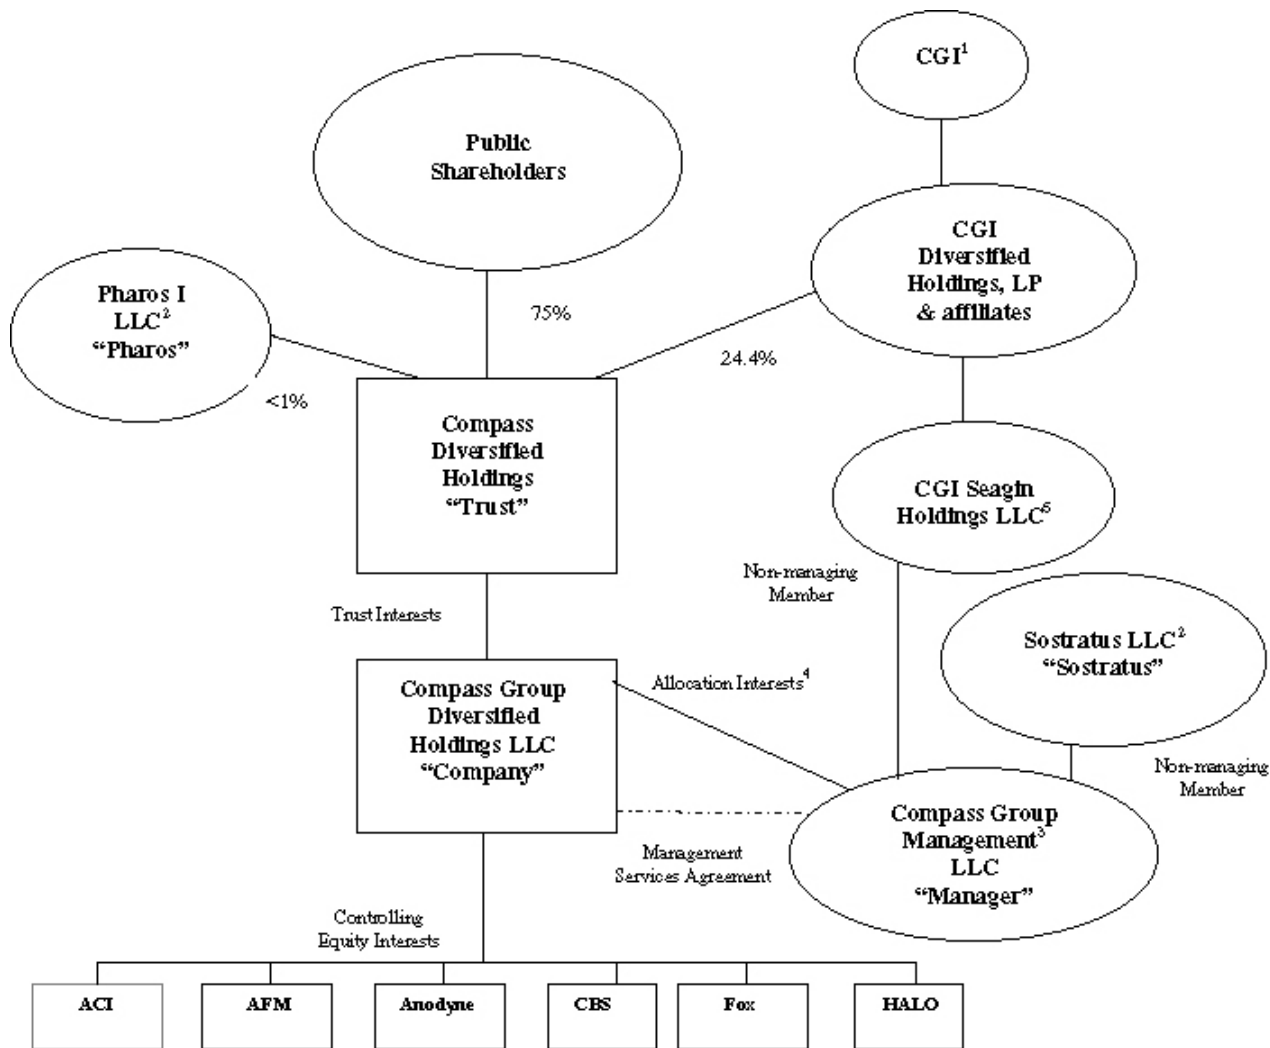 CGI¹
Public
Shareholders
CGI
Diversified
Holdings, LP
& affiliates
Pharos I
LLC²
“Pharos”
75%
24.4%
<1%
Compass
Diversified
Holdings
“Trust”
CGI Seagin
Holdings LLC⁵
Non-managing
Member
Trust Interests
Sostratus LLC²
“Sostratus”
Compass Group
Diversified
Holdings LLC
“Company”
Allocation Interests⁴
Non-managing
Member
Compass Group
Management³
LLC
“Manager”
Management
Services Agreement
Controlling
Equity Interests
ACI
AFM
Anodyne
CBS
Fox
HALO